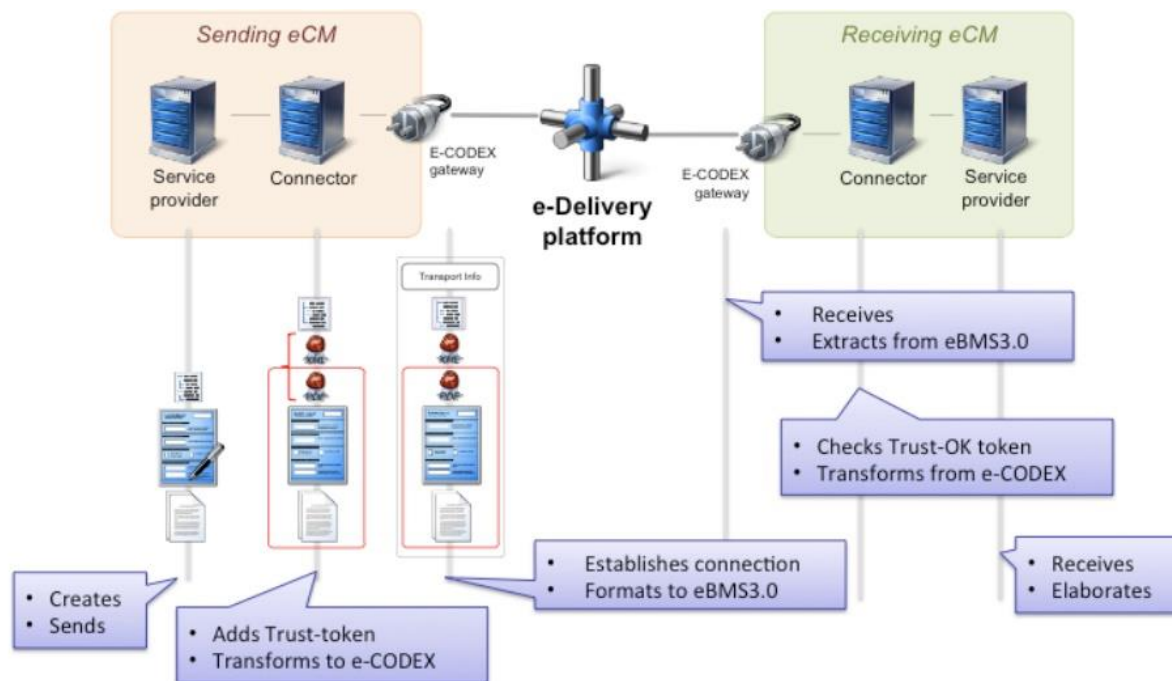 Sending eCM
Receiving eCM
Service
provider
Connector
E-CODEX
gateway
e-Delivery
platform
E-CODEX
gateway
Connector
Service
provider
Transport Info
• Receives
• Extracts from eBMS3.0
• Checks Trust-OK token
• Transforms from e-CODEX
• Establishes connection
• Formats to eBMS3.0
• Receives
• Elaborates
• Creates
• Sends
• Adds Trust-token
• Transforms to e-CODEX